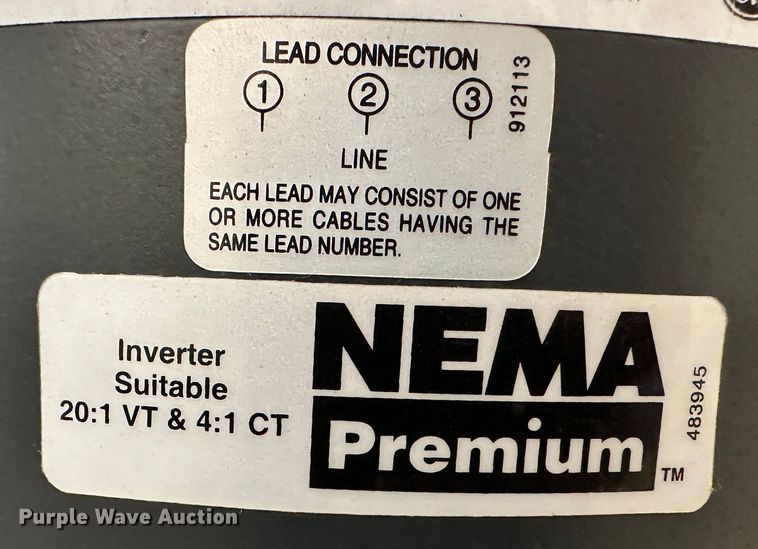 LEAD CONNECTION
1 2 3
912113
LINE
EACH LEAD MAY CONSIST OF ONE
OR MORE CABLES HAVING THE
SAME LEAD NUMBER.
Inverter
Suitable
20:1 VT & 4:1 CT
NEMA
Premium
TM
483945
Purple Wave Auction